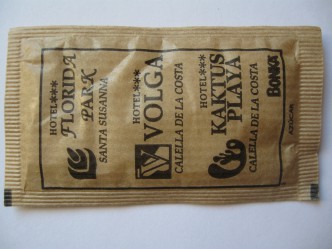 HOTEL***
FLORIDA
PARK
SANTA SUSANNA
HOTEL***
VOLGA
CALELLA DE LA COSTA
HOTEL***
KAKTUS
PLAYA
CALELLA DE LA COSTA
BONKA
AZÚCAR